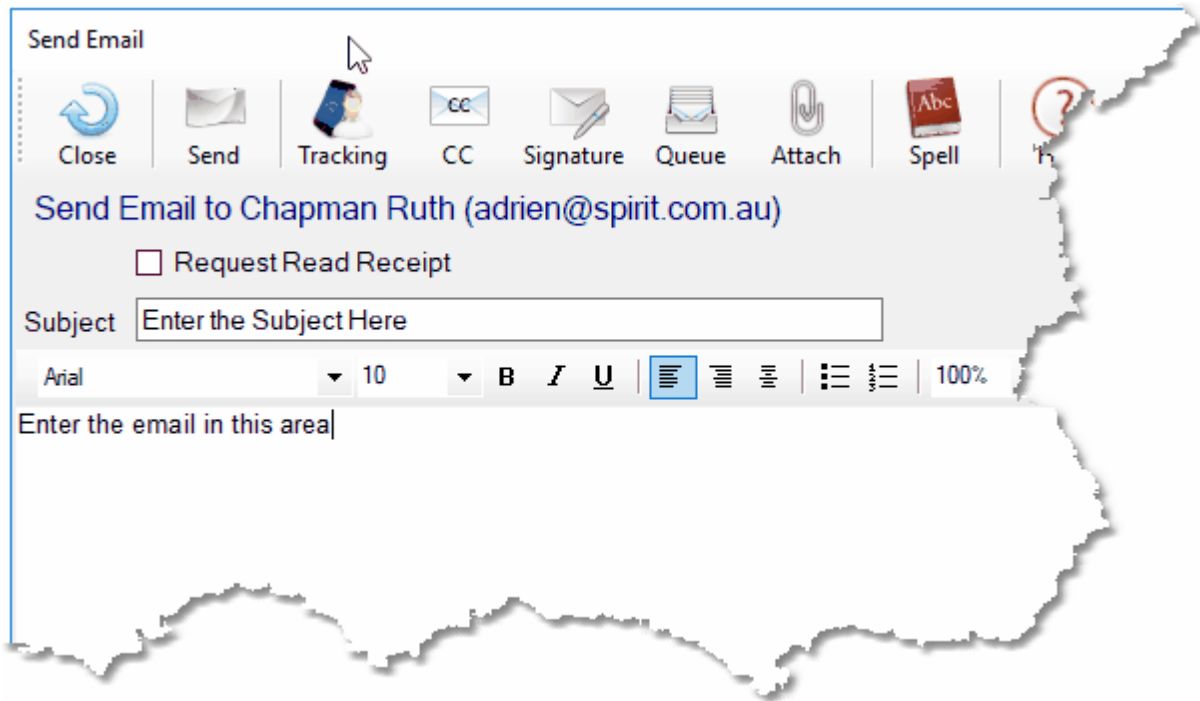 Send Email
Close Send Tracking CC Signature Queue Attach Spell
Send Email to Chapman Ruth (adrien@spirit.com.au)
Request Read Receipt
Subject Enter the Subject Here
Arial 10 B I U 100%
Enter the email in this area